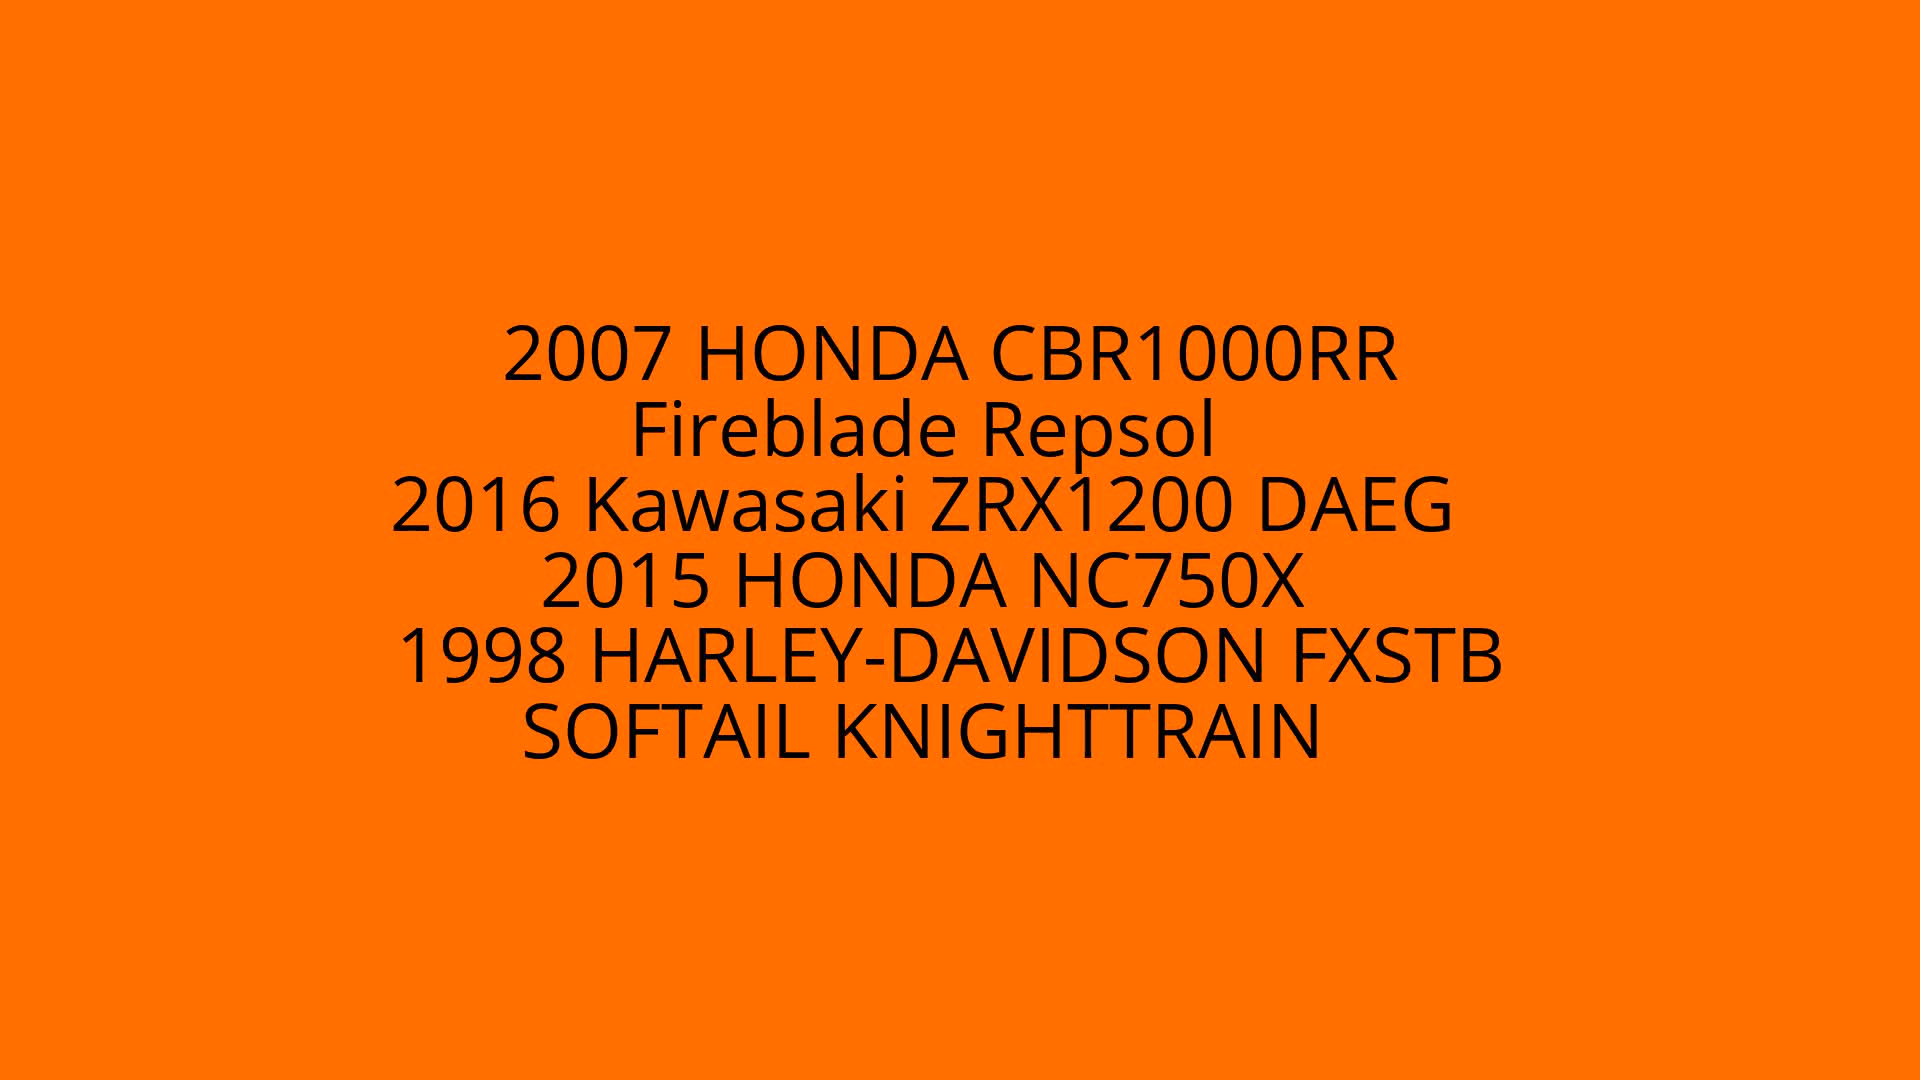 2007 HONDA CBR1000RR
Fireblade Repsol
2016 Kawasaki ZRX1200 DAEG
2015 HONDA NC750X
1998 HARLEY-DAVIDSON FXSTB
SOFTAIL KNIGHTTRAIN